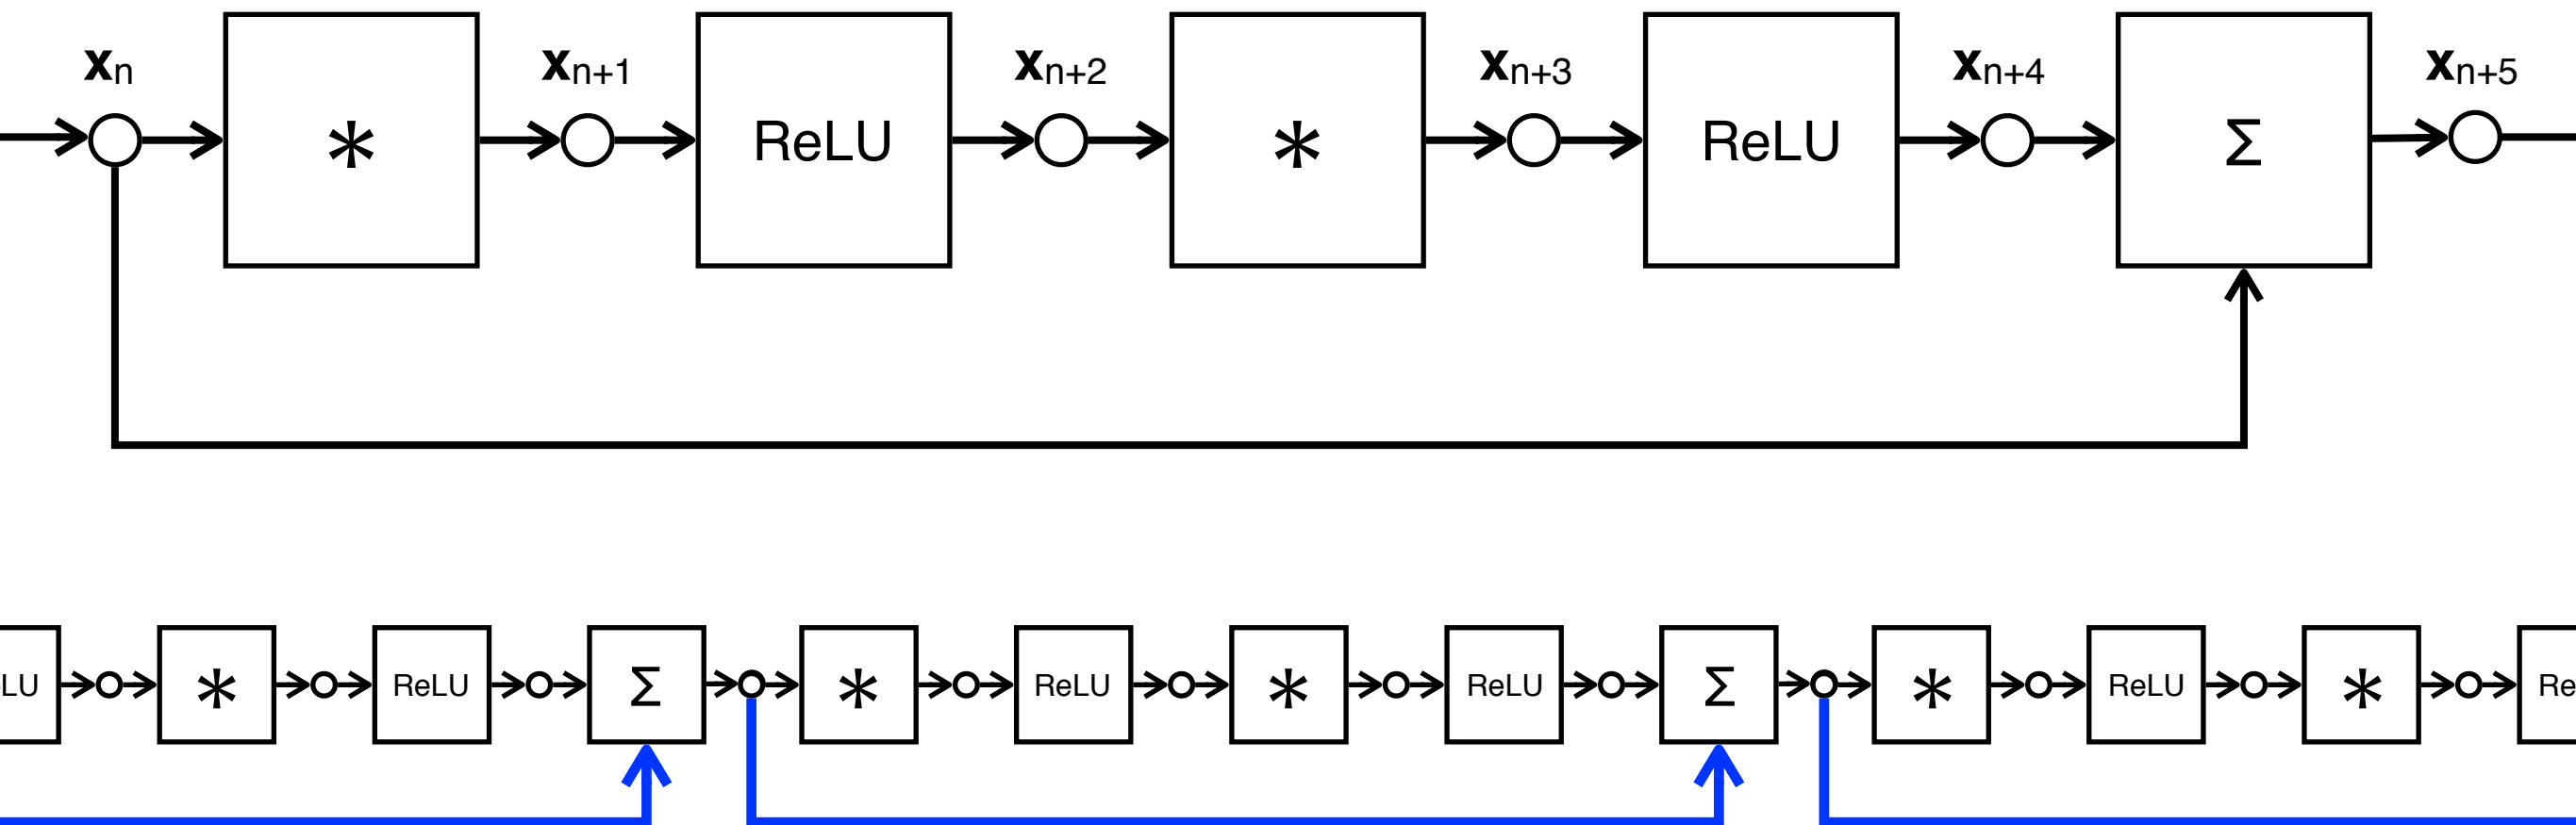 xn xn+1 xn+2 xn+3 xn+4 xn+5
* ReLU * ReLU Σ
LU * ReLU Σ * ReLU * ReLU Σ * ReLU * Re